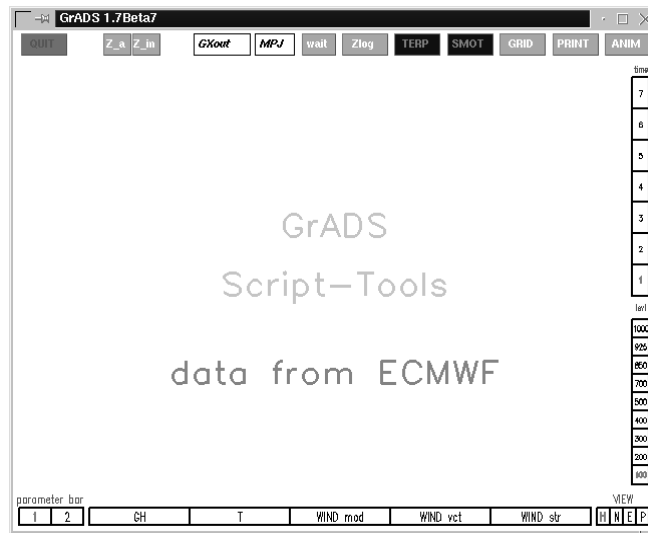 GrADS 1.7Beta7
QUIT Z_a Z_in GXout MPJ wait Zlog TERP SMOT GRID PRINT ANIM
time
7
6
5
4
3
2
1
GrADS
Script-Tools
data from ECMWF
levl
1000
925
850
700
500
400
300
200
100
parameter bar VIEW
1 2 GH T WIND mod WIND vct WIND str H N E P